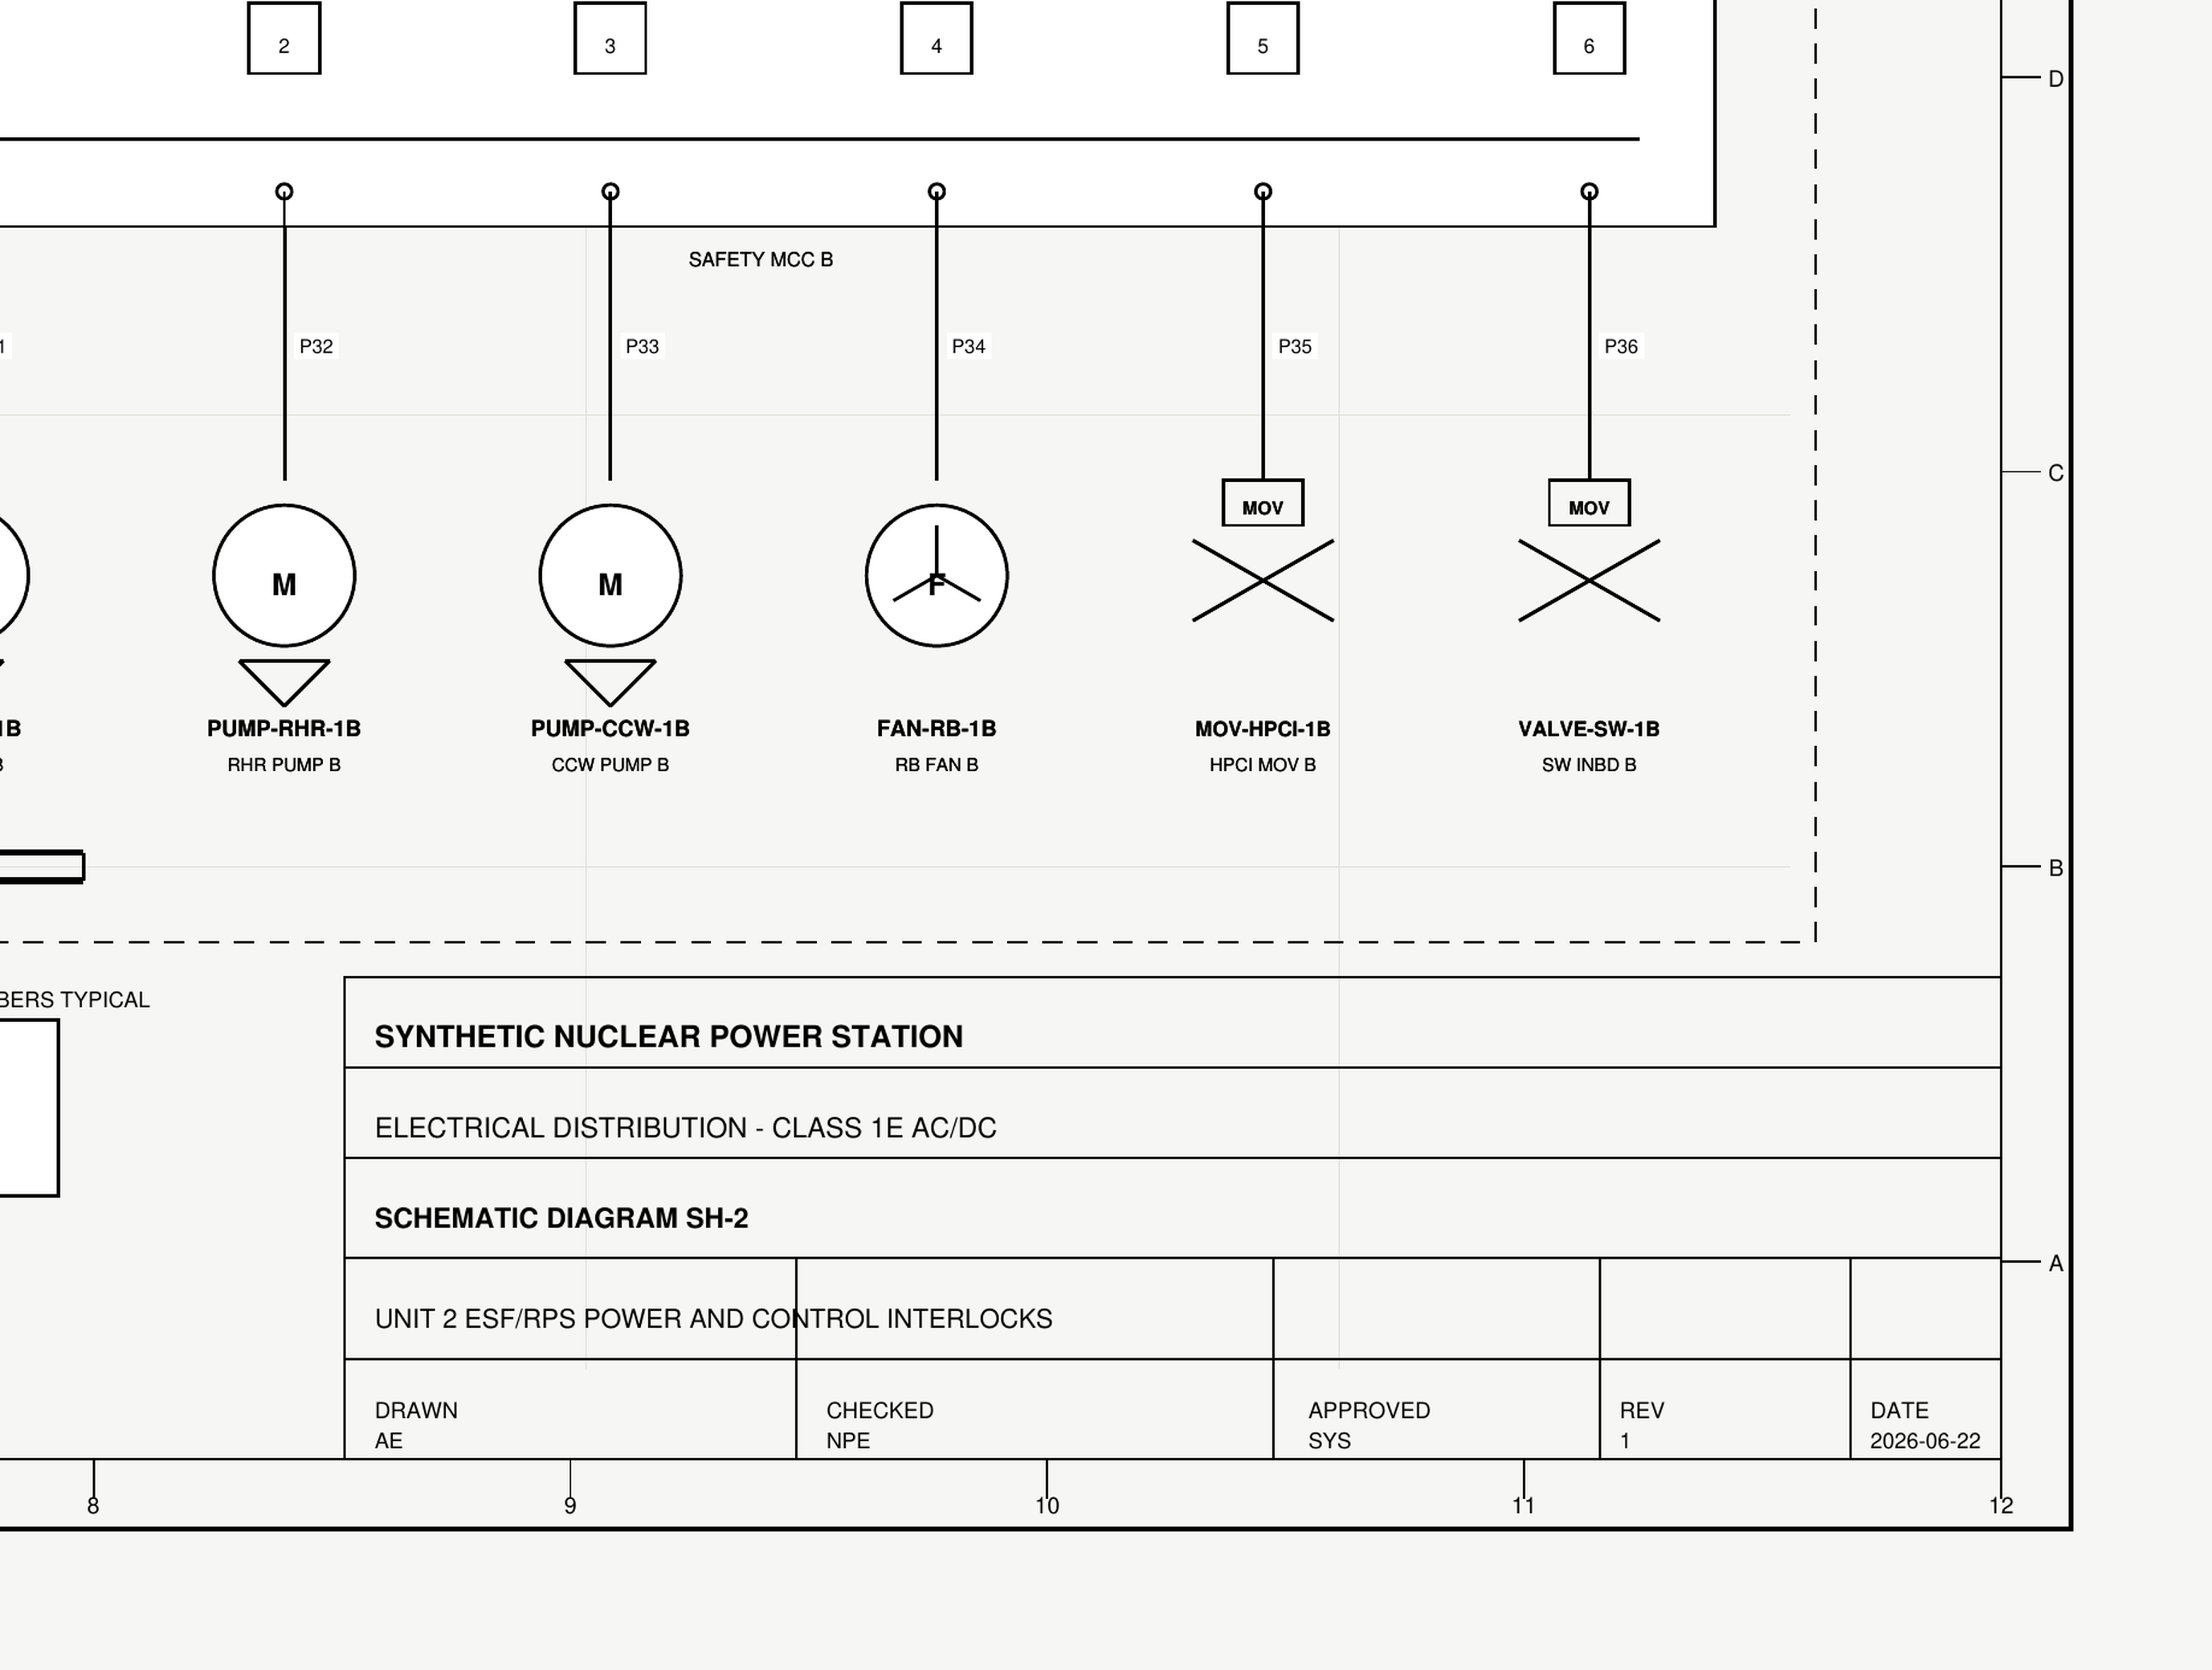 2 3 4 5 6
D
SAFETY MCC B
P32 P33 P34 P35 P36
C
MOV MOV
M M F
PUMP-RHR-1B PUMP-CCW-1B FAN-RB-1B MOV-HPCI-1B VALVE-SW-1B
RHR PUMP B CCW PUMP B RB FAN B HPCI MOV B SW INBD B
B
TYPICAL
SYNTHETIC NUCLEAR POWER STATION
ELECTRICAL DISTRIBUTION - CLASS 1E AC/DC
SCHEMATIC DIAGRAM SH-2
A
UNIT 2 ESF/RPS POWER AND CONTROL INTERLOCKS
DRAWN CHECKED APPROVED REV DATE
AE NPE SYS 1 2026-06-22
8 9 10 11 12